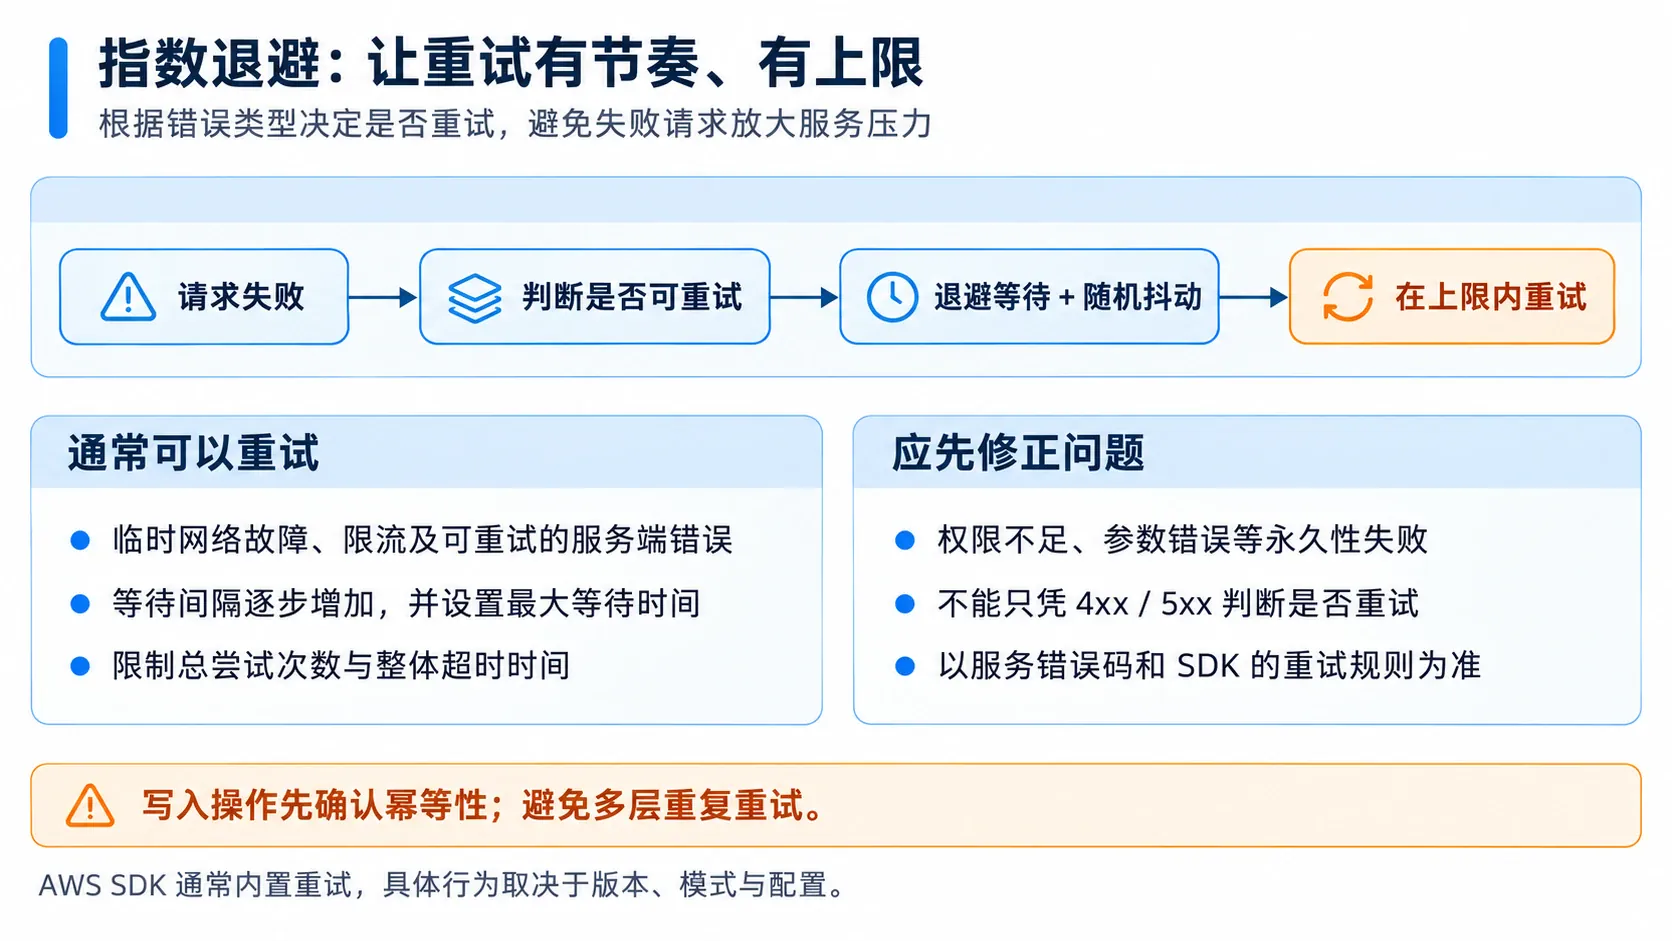 指数退避：让重试有节奏、有上限
根据错误类型决定是否重试，避免失败请求放大服务压力
请求失败
判断是否可重试
退避等待 + 随机抖动
在上限内重试
通常可以重试
临时网络故障、限流及可重试的服务端错误
等待间隔逐步增加，并设置最大等待时间
限制总尝试次数与整体超时时间
应先修正问题
权限不足、参数错误等永久性失败
不能只凭 4xx / 5xx 判断是否重试
以服务错误码和 SDK 的重试规则为准
写入操作先确认幂等性；避免多层重复重试。
AWS SDK 通常内置重试，具体行为取决于版本、模式与配置。